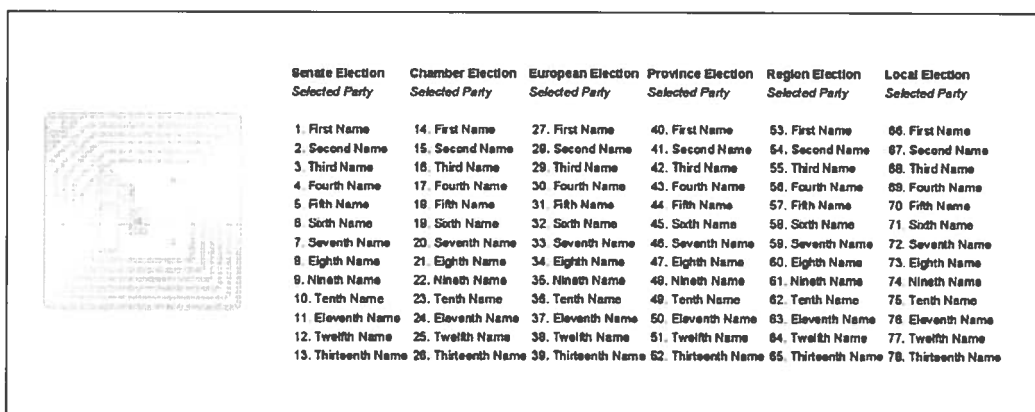 Senate Election Chamber Election European Election Province Election Region Election Local Election
Selected Party Selected Party Selected Party Selected Party Selected Party Selected Party
1. First Name 14. First Name 27. First Name 40. First Name 53. First Name 66. First Name
2. Second Name 15. Second Name 28. Second Name 41. Second Name 54. Second Name 67. Second Name
3. Third Name 16. Third Name 29. Third Name 42. Third Name 55. Third Name 68. Third Name
4. Fourth Name 17. Fourth Name 30. Fourth Name 43. Fourth Name 56. Fourth Name 69. Fourth Name
5. Fifth Name 18. Fifth Name 31. Fifth Name 44. Fifth Name 57. Fifth Name 70. Fifth Name
6. Sixth Name 19. Sixth Name 32. Sixth Name 45. Sixth Name 58. Sixth Name 71. Sixth Name
7. Seventh Name 20. Seventh Name 33. Seventh Name 46. Seventh Name 59. Seventh Name 72. Seventh Name
8. Eighth Name 21. Eighth Name 34. Eighth Name 47. Eighth Name 60. Eighth Name 73. Eighth Name
9. Nineth Name 22. Nineth Name 35. Nineth Name 48. Nineth Name 61. Nineth Name 74. Nineth Name
10. Tenth Name 23. Tenth Name 36. Tenth Name 49. Tenth Name 62. Tenth Name 75. Tenth Name
11. Eleventh Name 24. Eleventh Name 37. Eleventh Name 50. Eleventh Name 63. Eleventh Name 76. Eleventh Name
12. Twelfth Name 25. Twelfth Name 38. Twelfth Name 51. Twelfth Name 64. Twelfth Name 77. Twelfth Name
13. Thirteenth Name 26. Thirteenth Name 39. Thirteenth Name 52. Thirteenth Name 65. Thirteenth Name 78. Thirteenth Name